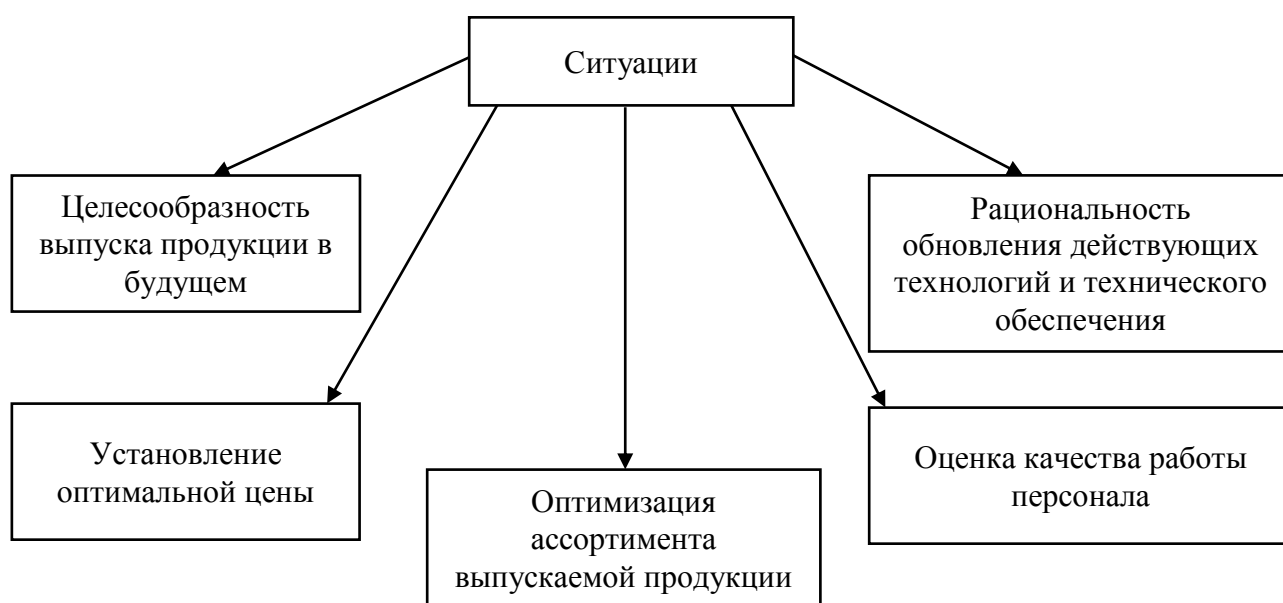 Ситуации
Целесообразность
выпуска продукции в
будущем
Рациональность
обновления действующих
технологий и технического
обеспечения
Установление
оптимальной цены
Оптимизация
ассортимента
выпускаемой продукции
Оценка качества работы
персонала